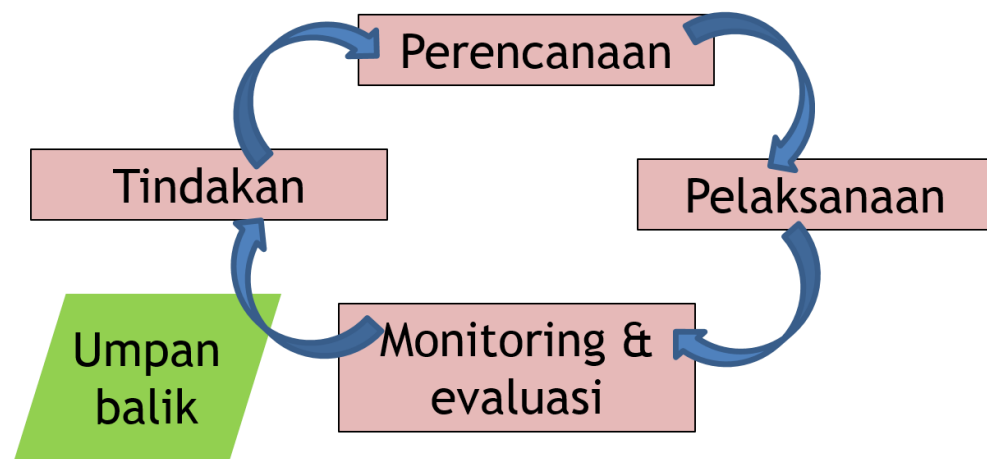 Perencanaan
Tindakan
Pelaksanaan
Umpan
balik
Monitoring &
evaluasi